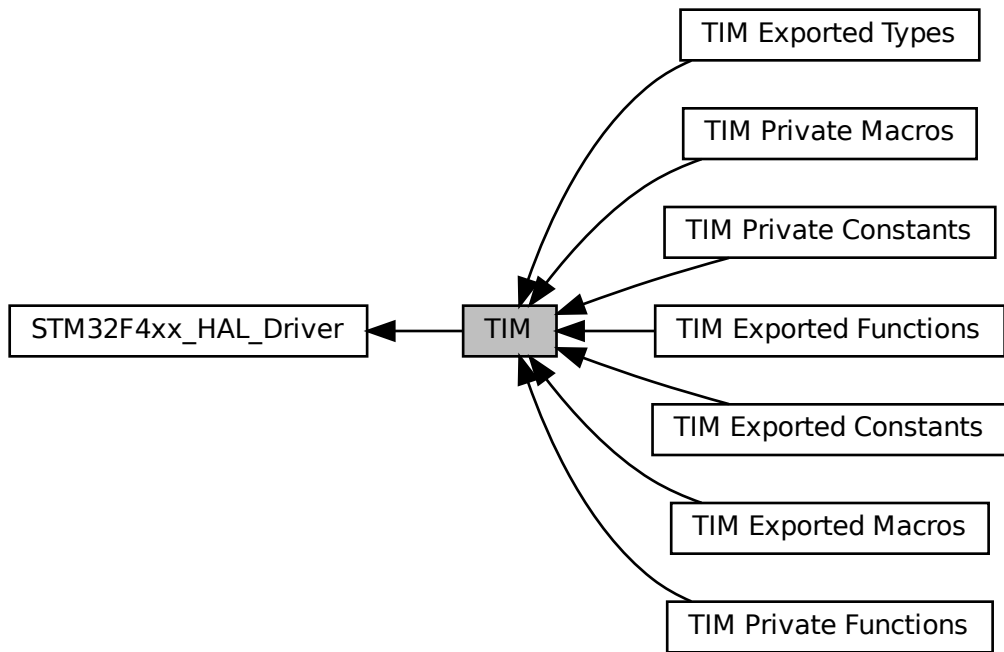 TIM Exported Types
TIM Private Macros
TIM Private Constants
STM32F4xx_HAL_Driver
TIM
TIM Exported Functions
TIM Exported Constants
TIM Exported Macros
TIM Private Functions